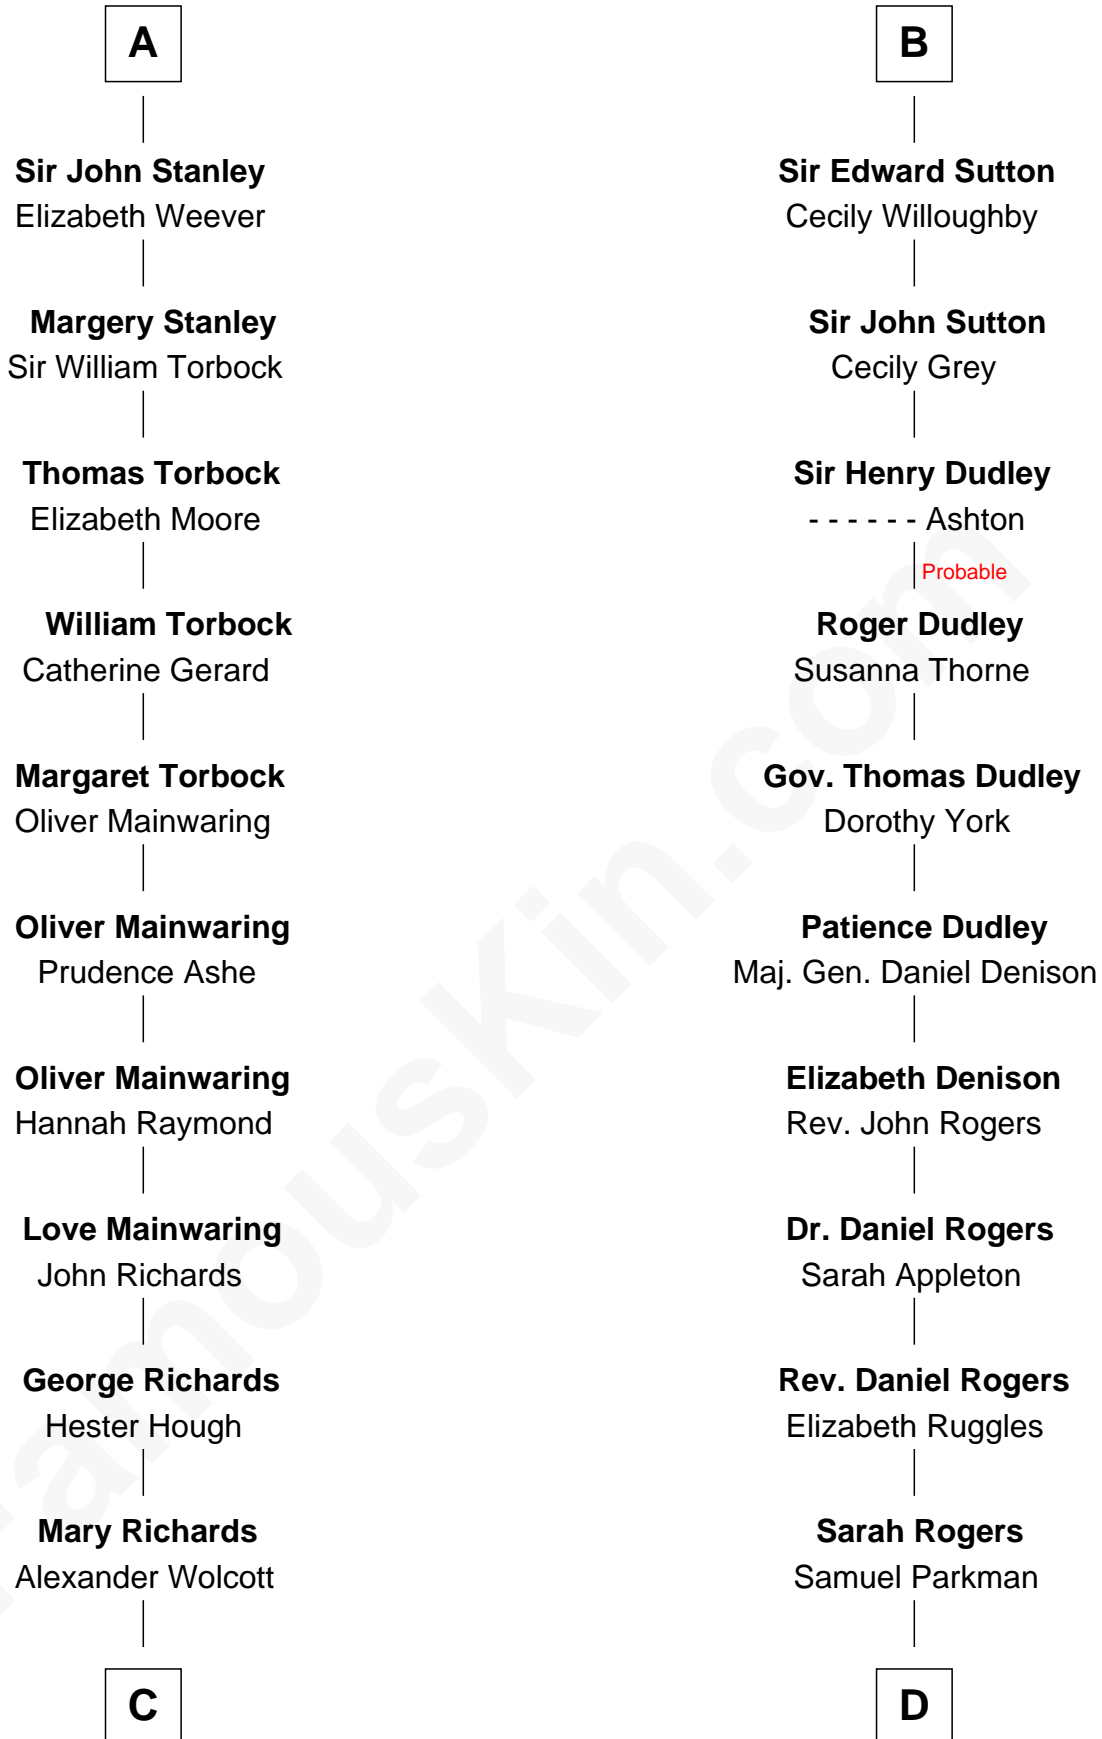 A
Sir John Stanley
Elizabeth Weever
Margery Stanley
Sir William Torbock
Thomas Torbock
Elizabeth Moore
William Torbock
Catherine Gerard
Margaret Torbock
Oliver Mainwaring
Oliver Mainwaring
Prudence Ashe
Oliver Mainwaring
Hannah Raymond
Love Mainwaring
John Richards
George Richards
Hester Hough
Mary Richards
Alexander Wolcott
C
B
Sir Edward Sutton
Cecily Willoughby
Sir John Sutton
Cecily Grey
Sir Henry Dudley
- - - - - - Ashton
Probable
Roger Dudley
Susanna Thorne
Gov. Thomas Dudley
Dorothy York
Patience Dudley
Maj. Gen. Daniel Denison
Elizabeth Denison
Rev. John Rogers
Dr. Daniel Rogers
Sarah Appleton
Rev. Daniel Rogers
Elizabeth Ruggles
Sarah Rogers
Samuel Parkman
D
FamousKin.com